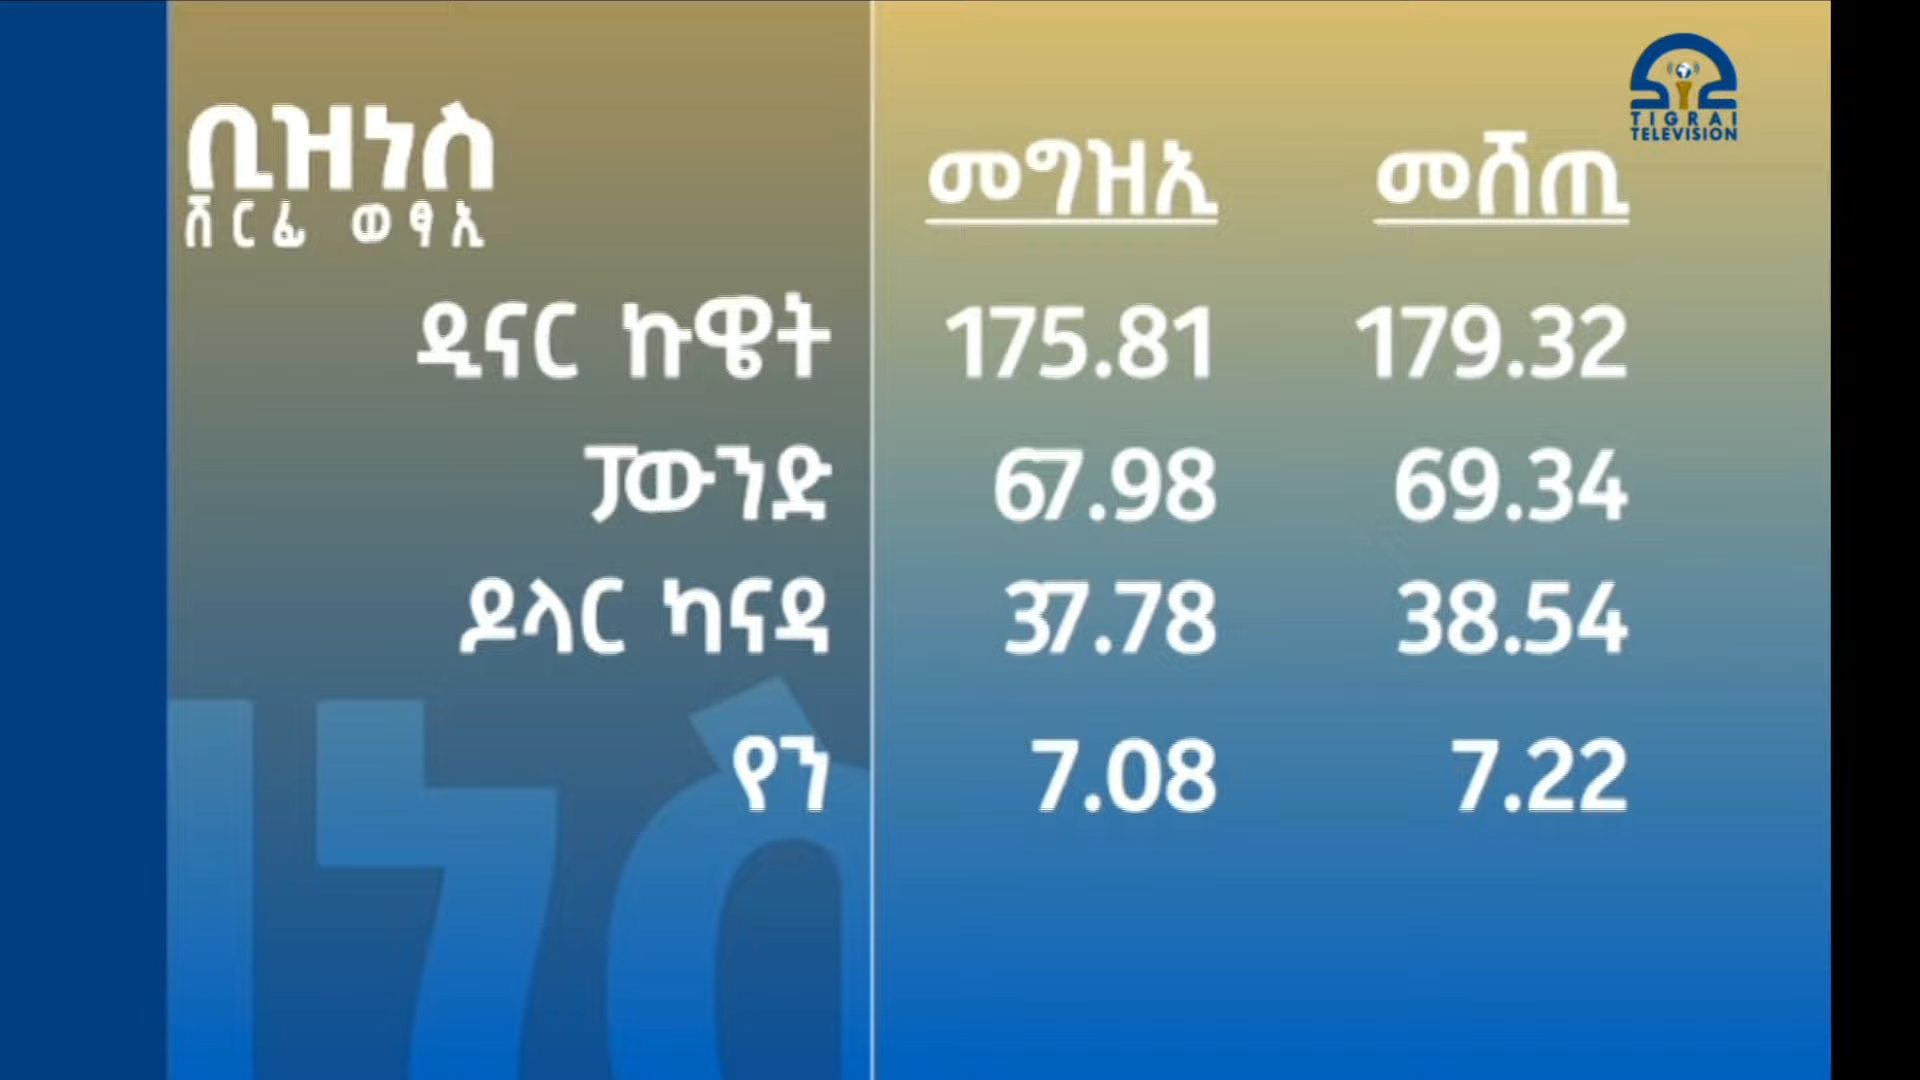 ቢዝነስ
ሸርፊ ወፃኢ
መግዝኢ መሸጢ
ዲናር ኩዌት 175.81 179.32
ፓውንድ 67.98 69.34
ዶላር ካናዳ 37.78 38.54
የን 7.08 7.22
TIGRAI
TELEVISION